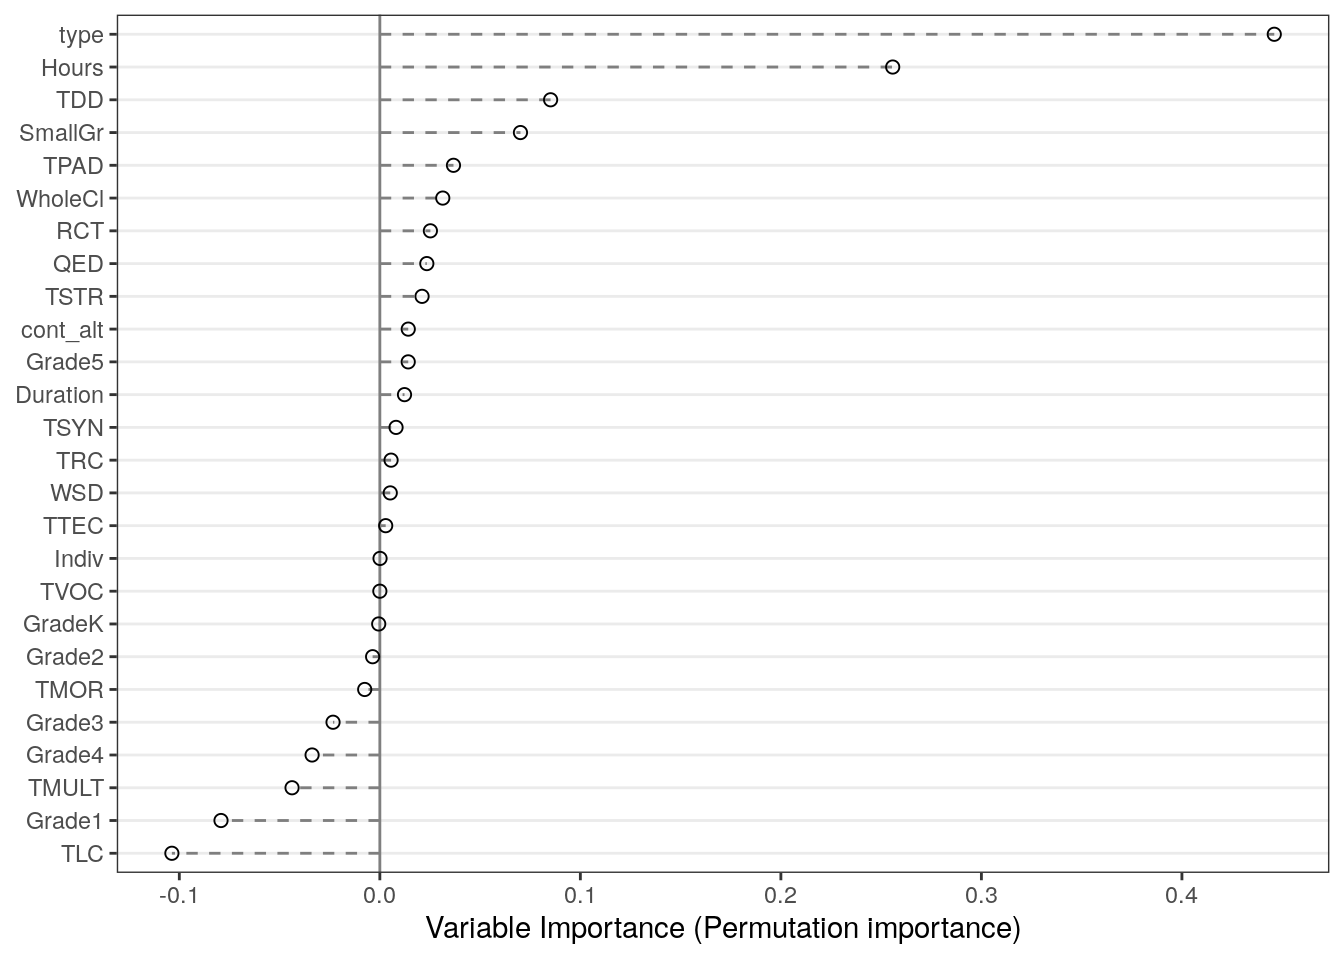 type
Hours
TDD
SmallGr
TPAD
WholeCl
RCT
QED
TSTR
cont_alt
Grade5
Duration
TSYN
TRC
WSD
TTEC
Indiv
TVOC
GradeK
Grade2
TMOR
Grade3
Grade4
TMULT
Grade1
TLC
-0.1 0.0 0.1 0.2 0.3 0.4
Variable Importance (Permutation importance)